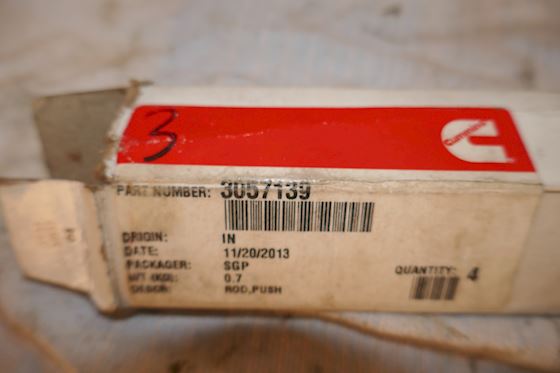 3
Cummins
PART NUMBER: 3057139
ORIGIN: IN
DATE: 11/20/2013
PACKAGER: SGP
WT (KG): 0.7
DESCR: ROD,PUSH
QUANTITY: 4